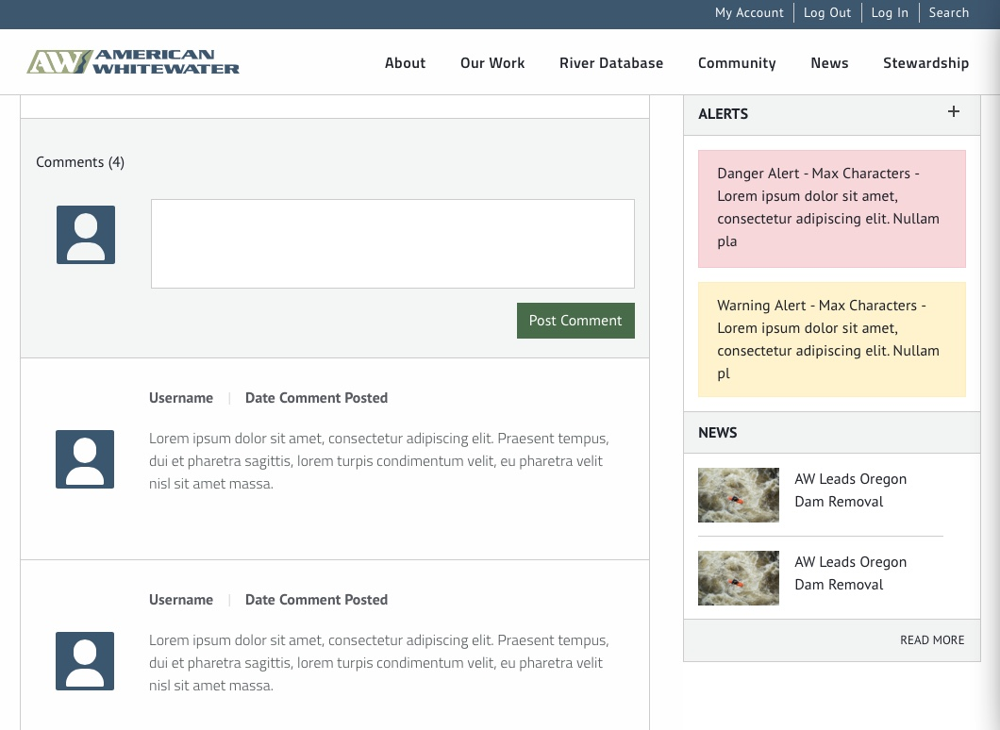 My Account
Log Out
Log In
Search
AW AMERICAN
WHITEWATER
About
Our Work
River Database
Community
News
Stewardship
Comments (4)
Post Comment
Username | Date Comment Posted
Lorem ipsum dolor sit amet, consectetur adipiscing elit. Praesent tempus,
dui et pharetra sagittis, lorem turpis condimentum velit, eu pharetra velit
nisl sit amet massa.
Username | Date Comment Posted
Lorem ipsum dolor sit amet, consectetur adipiscing elit. Praesent tempus,
dui et pharetra sagittis, lorem turpis condimentum velit, eu pharetra velit
nisl sit amet massa.
ALERTS +
Danger Alert - Max Characters -
Lorem ipsum dolor sit amet,
consectetur adipiscing elit. Nullam
pla
Warning Alert - Max Characters -
Lorem ipsum dolor sit amet,
consectetur adipiscing elit. Nullam
pl
NEWS
AW Leads Oregon
Dam Removal
AW Leads Oregon
Dam Removal
READ MORE